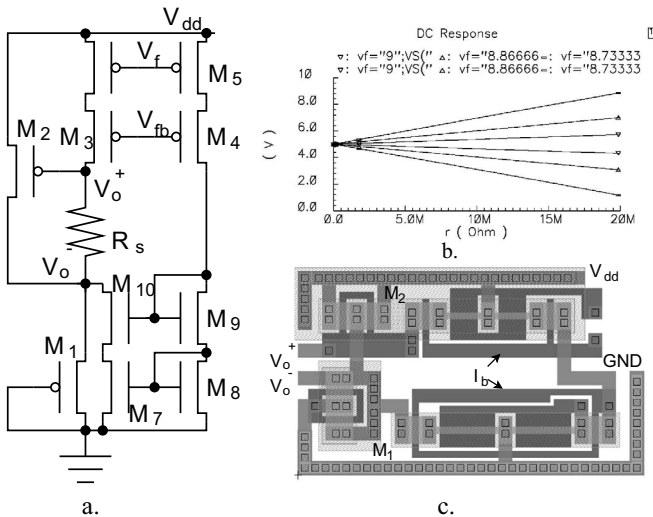 Vdd
Vf
M5
M2
M3
Vfb
M4
Vo+
Rs
Vo-
M10
M1
M9
M7
M8
a.
DC Response
▽: vf="9";VS(" △: vf="8.86666 =: vf="8.73333
▽: vf="9";VS(" △: vf="8.86666 =: vf="8.73333
10
8.0
6.0
4.0
2.0
0.0
( V )
0.0 5.0M 10M 15M 20M
r ( Ohm )
b.
Vdd
M2
Vo+
Vo-
Ib
GND
M1
c.